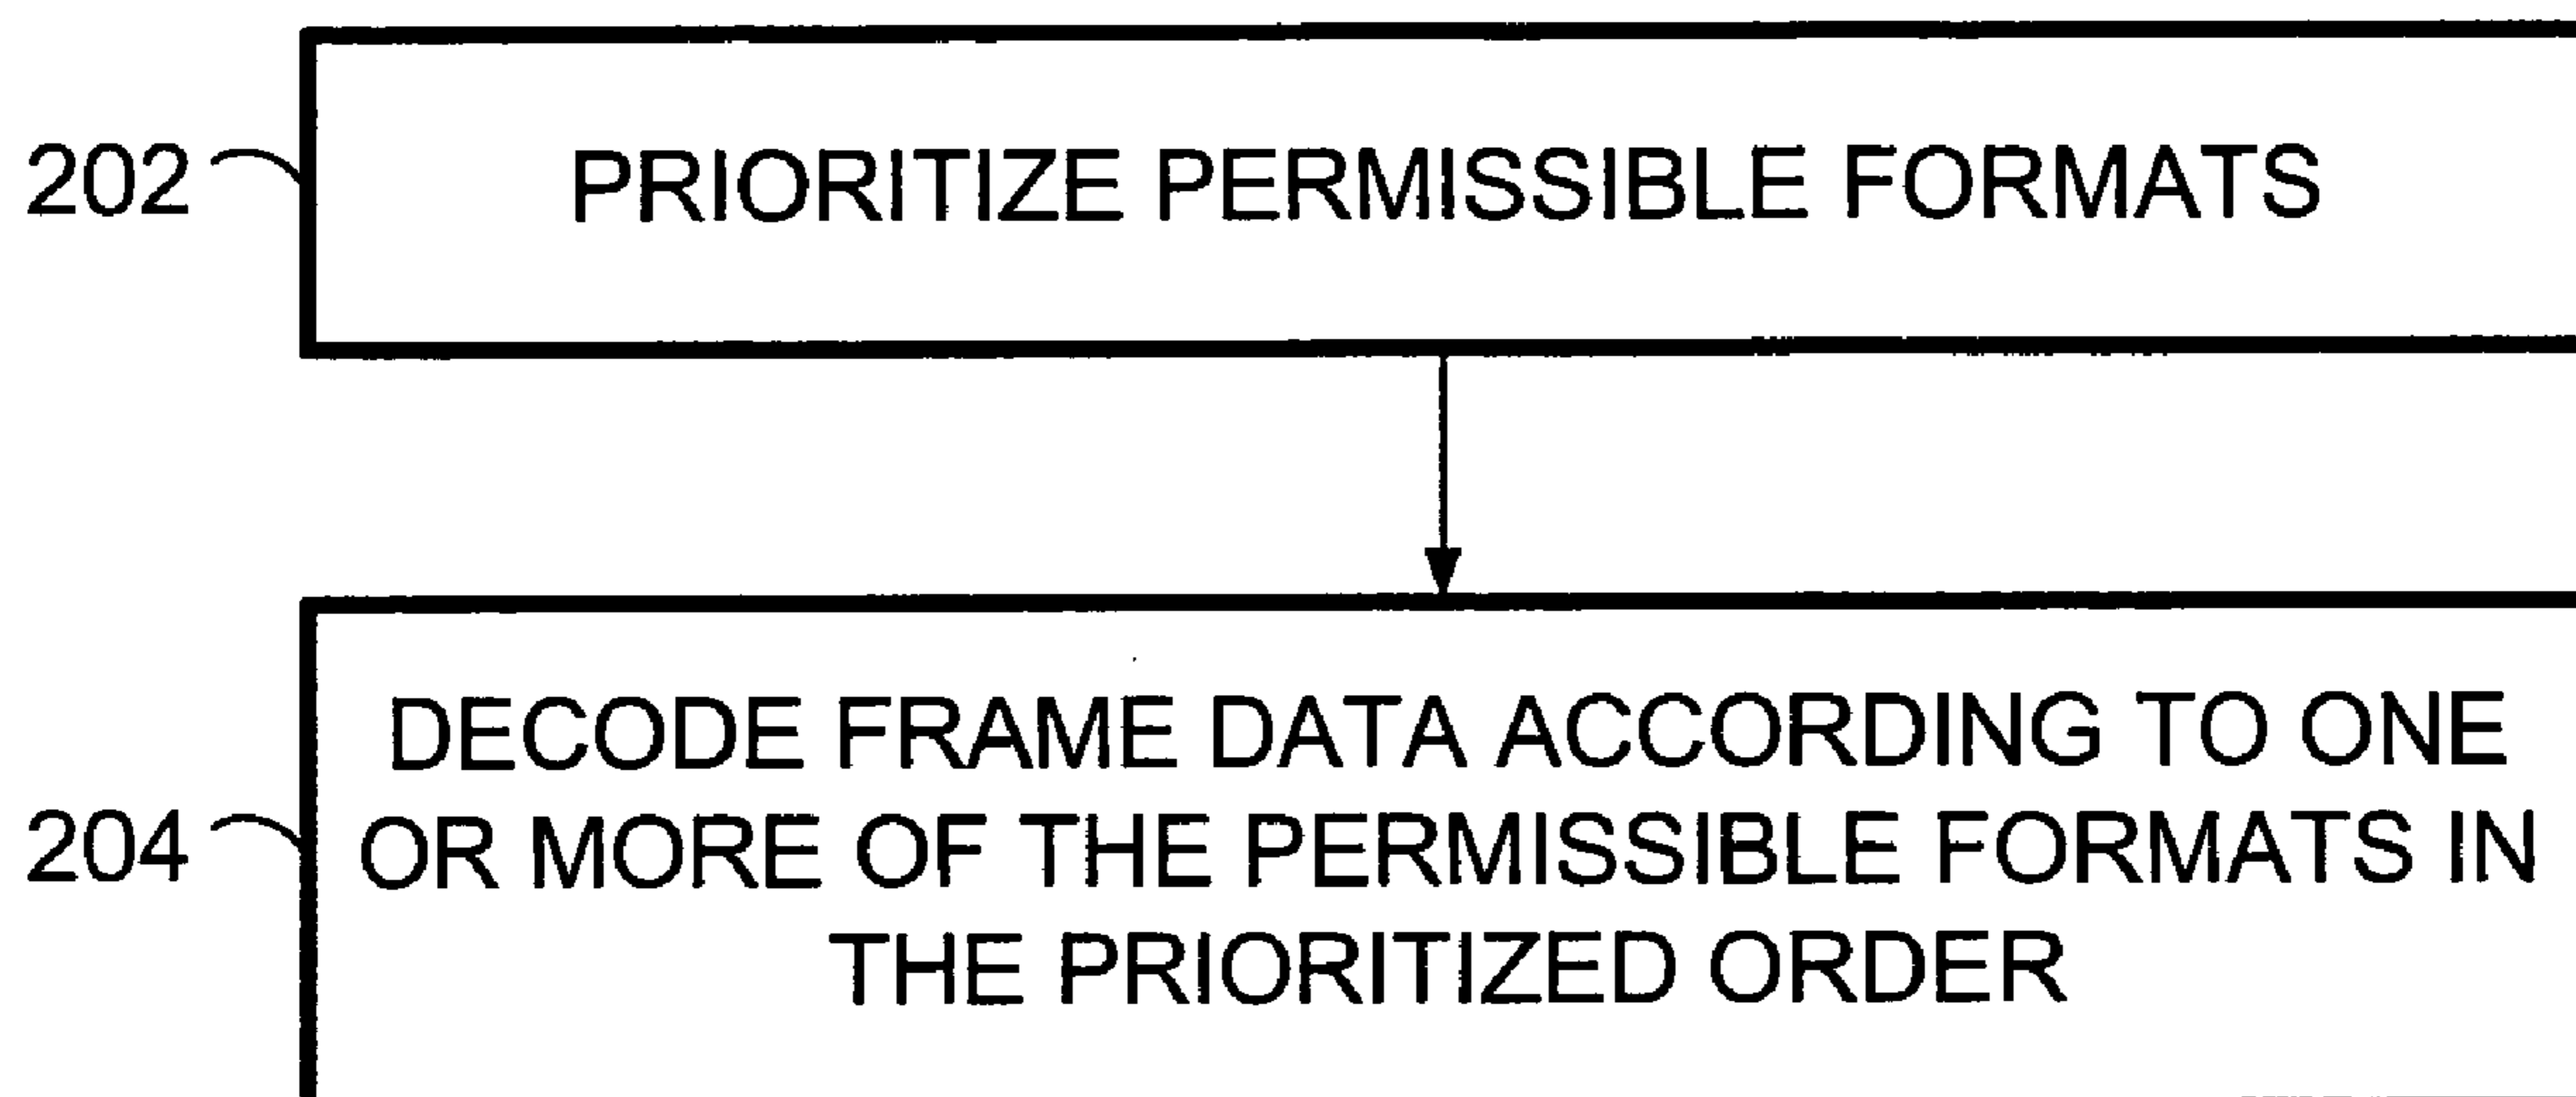 202
PRIORITIZE PERMISSIBLE FORMATS
204
DECODE FRAME DATA ACCORDING TO ONE
OR MORE OF THE PERMISSIBLE FORMATS IN
THE PRIORITIZED ORDER